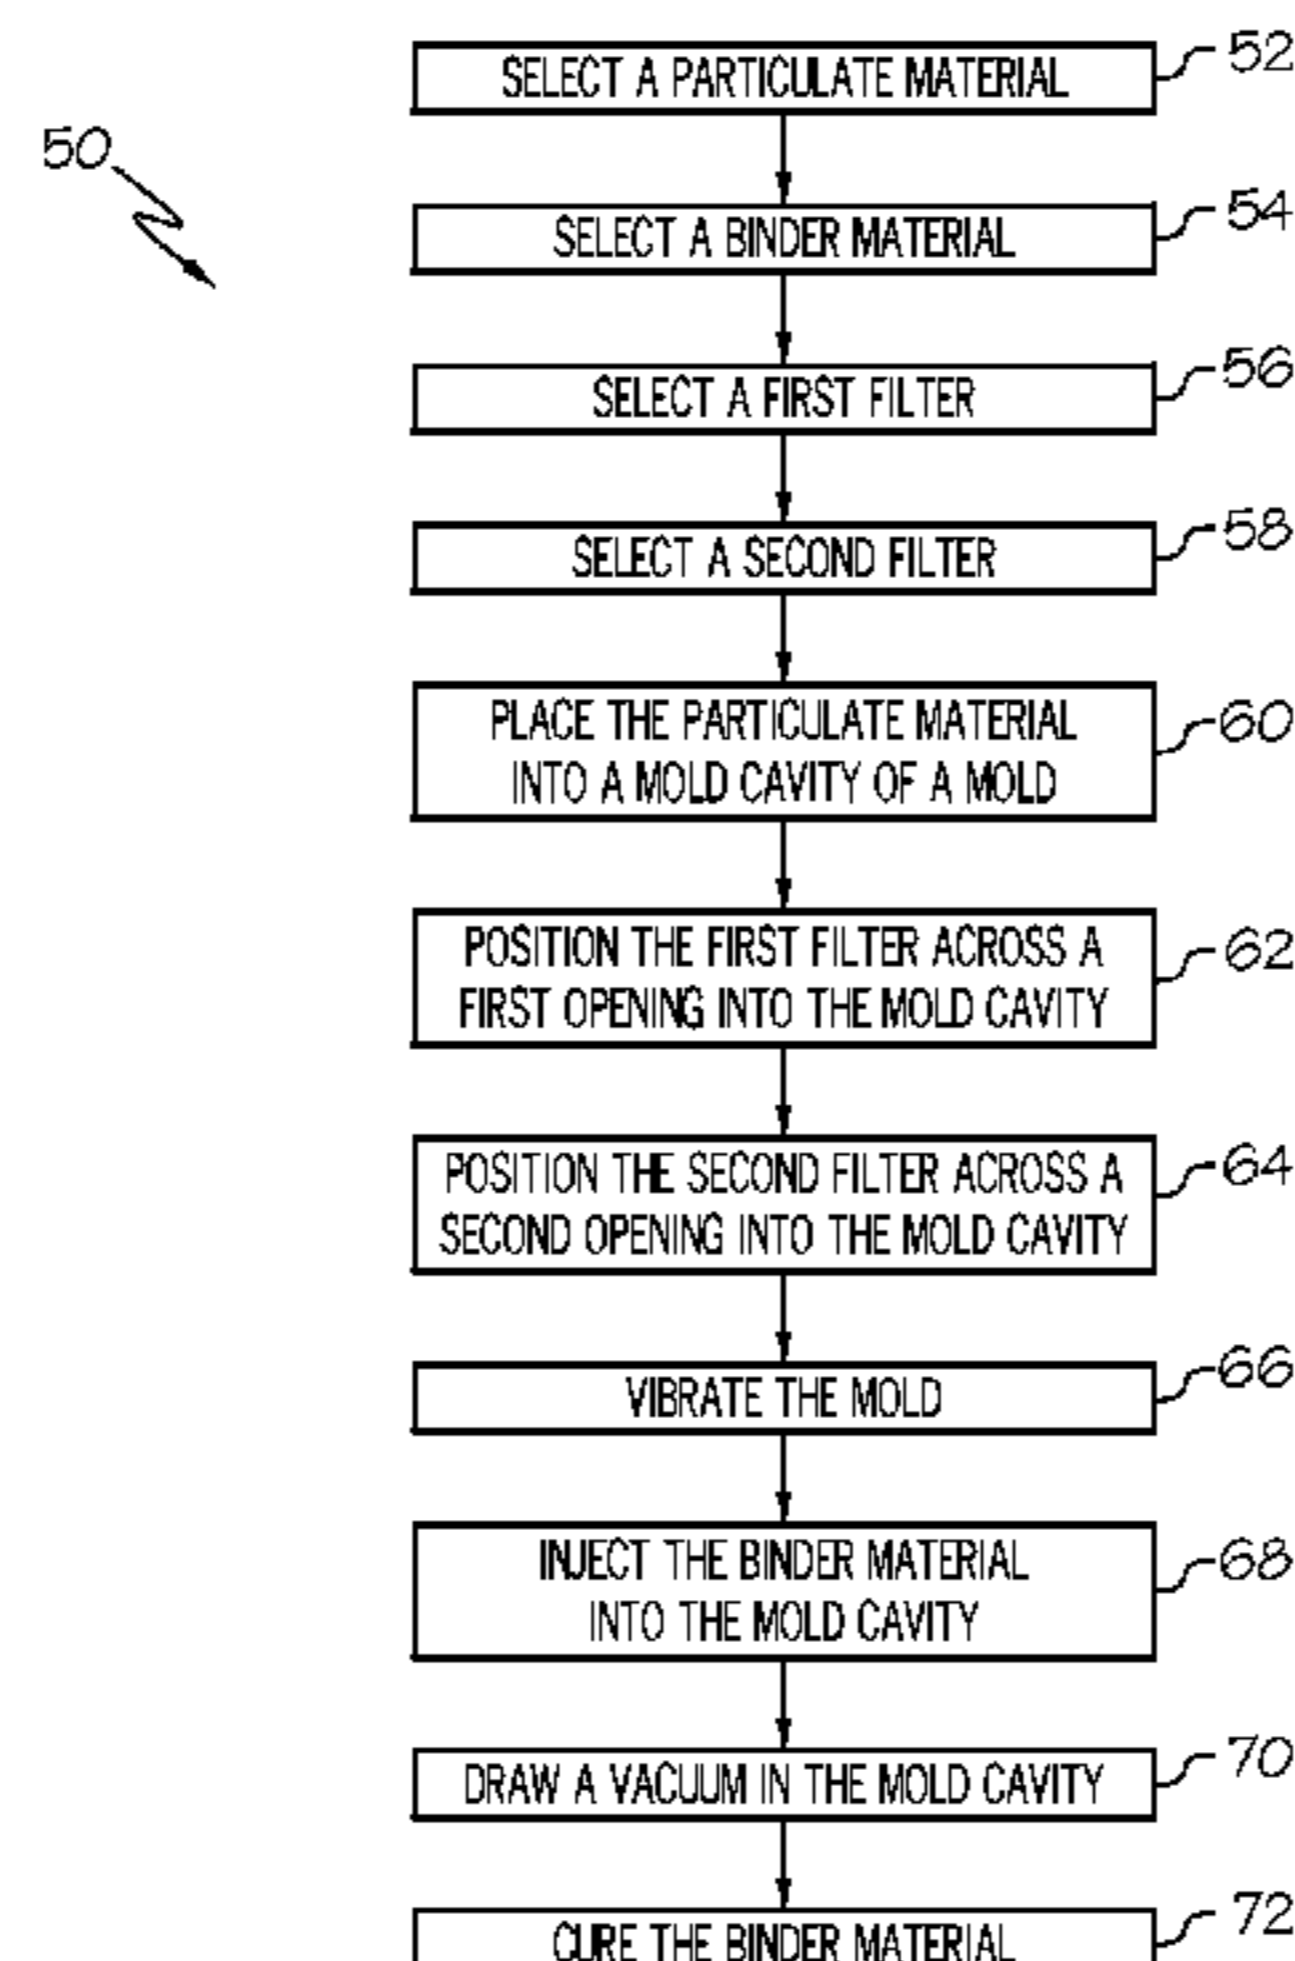 SELECT A PARTICULATE MATERIAL
52
50
SELECT A BINDER MATERIAL
54
SELECT A FIRST FILTER
56
SELECT A SECOND FILTER
58
PLACE THE PARTICULATE MATERIAL
INTO A MOLD CAVITY OF A MOLD
60
POSITION THE FIRST FILTER ACROSS A
FIRST OPENING INTO THE MOLD CAVITY
62
POSITION THE SECOND FILTER ACROSS A
SECOND OPENING INTO THE MOLD CAVITY
64
VIBRATE THE MOLD
66
INJECT THE BINDER MATERIAL
INTO THE MOLD CAVITY
68
DRAW A VACUUM IN THE MOLD CAVITY
70
CURE THE BINDER MATERIAL
72